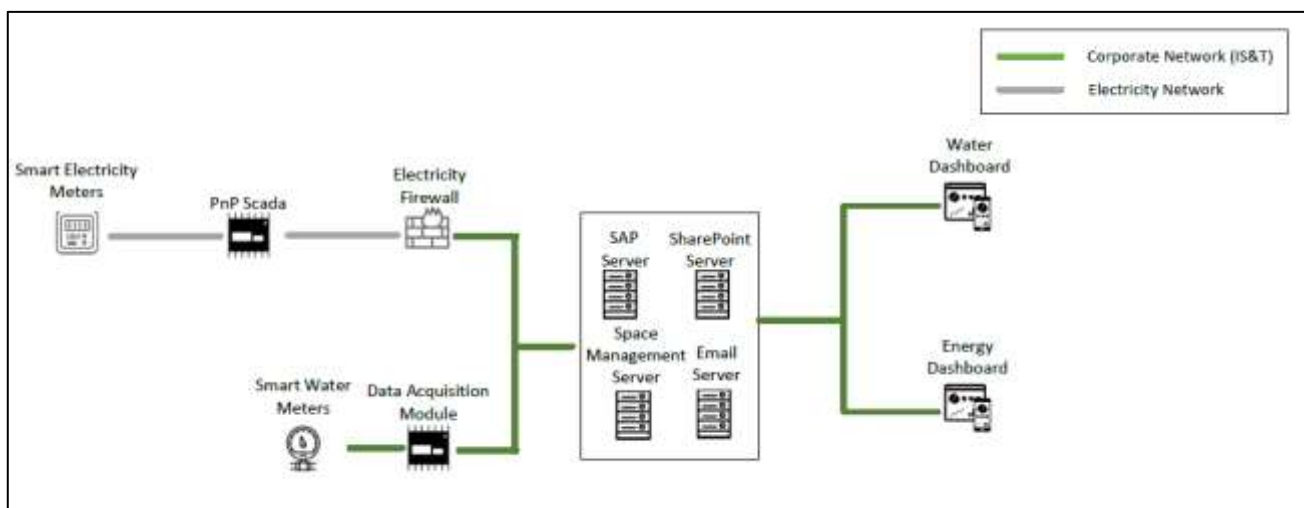 Corporate Network (IS&T)
Electricity Network
Smart Electricity
Meters
PnP Scada
Electricity
Firewall
Smart Water
Meters
Data Acquisition
Module
SAP
Server
SharePoint
Server
Space
Management
Server
Email
Server
Water
Dashboard
Energy
Dashboard